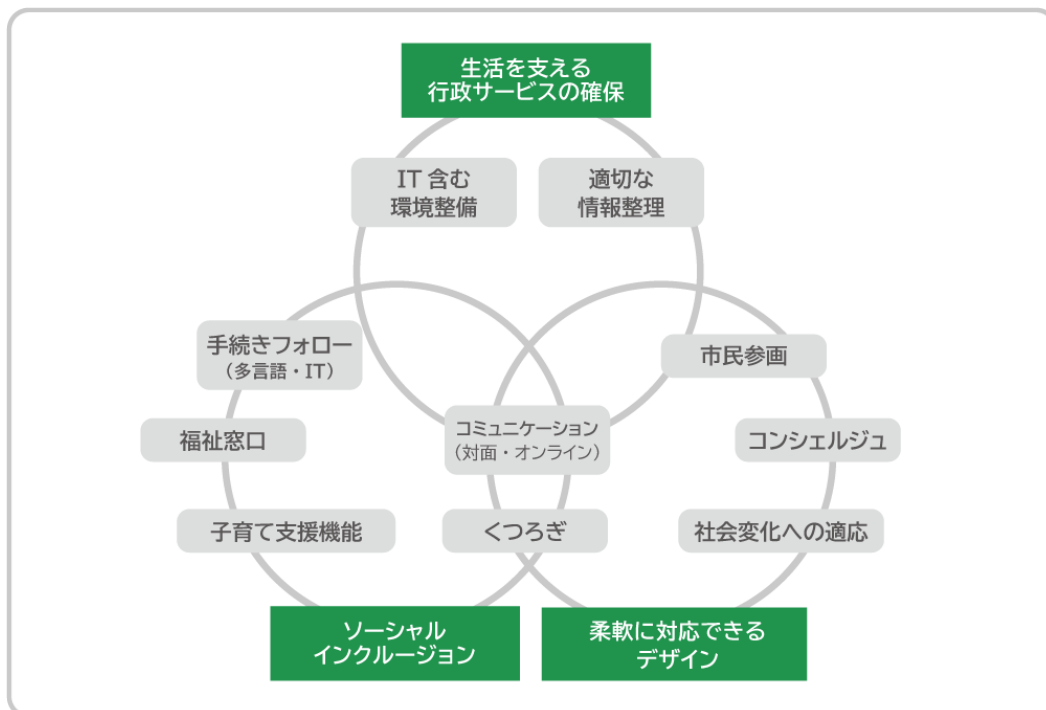 生活を支える
行政サービスの確保
IT 含む
環境整備
適切な
情報整理
手続きフォロー
（多言語・IT）
市民参画
福祉窓口
コミュニケーション
（対面・オンライン）
コンシェルジュ
子育て支援機能
くつろぎ
社会変化への適応
ソーシャル
インクルージョン
柔軟に対応できる
デザイン